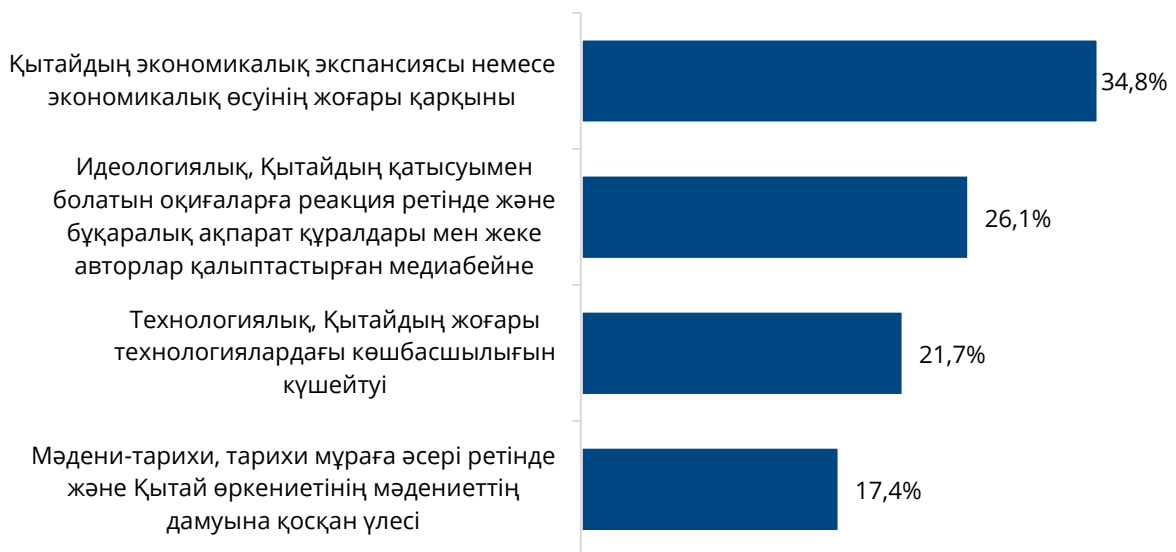 Қытайдың экономикалық экспансиясы немесе
экономикалық өсуінің жоғары қарқыны
34,8%
Идеологиялық, Қытайдың қатысуымен
болатын оқиғаларға реакция ретінде және
бұқаралық ақпарат құралдары мен жеке
авторлар қалыптастырған медиабейне
26,1%
Технологиялық, Қытайдың жоғары
технологиялардағы көшбасшылығын
күшейтуі
21,7%
Мәдени-тарихи, тарихи мұраға әсері ретінде
және Қытай өркениетінің мәдениеттің
дамуына қосқан үлесі
17,4%